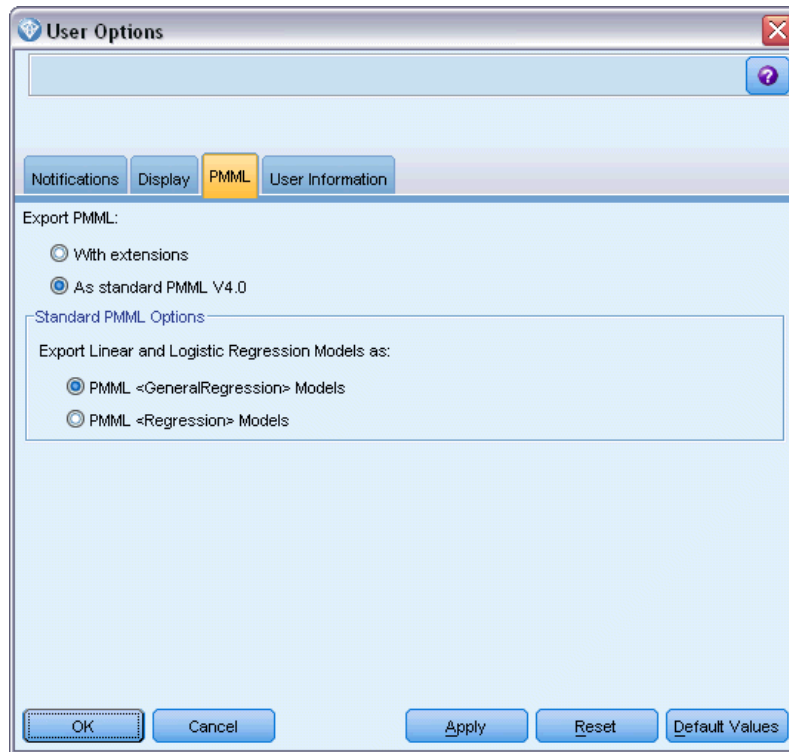 User Options
Notifications Display PMML User Information
Export PMML:
With extensions
As standard PMML V4.0
Standard PMML Options
Export Linear and Logistic Regression Models as:
PMML <GeneralRegression> Models
PMML <Regression> Models
OK Cancel Apply Reset Default Values